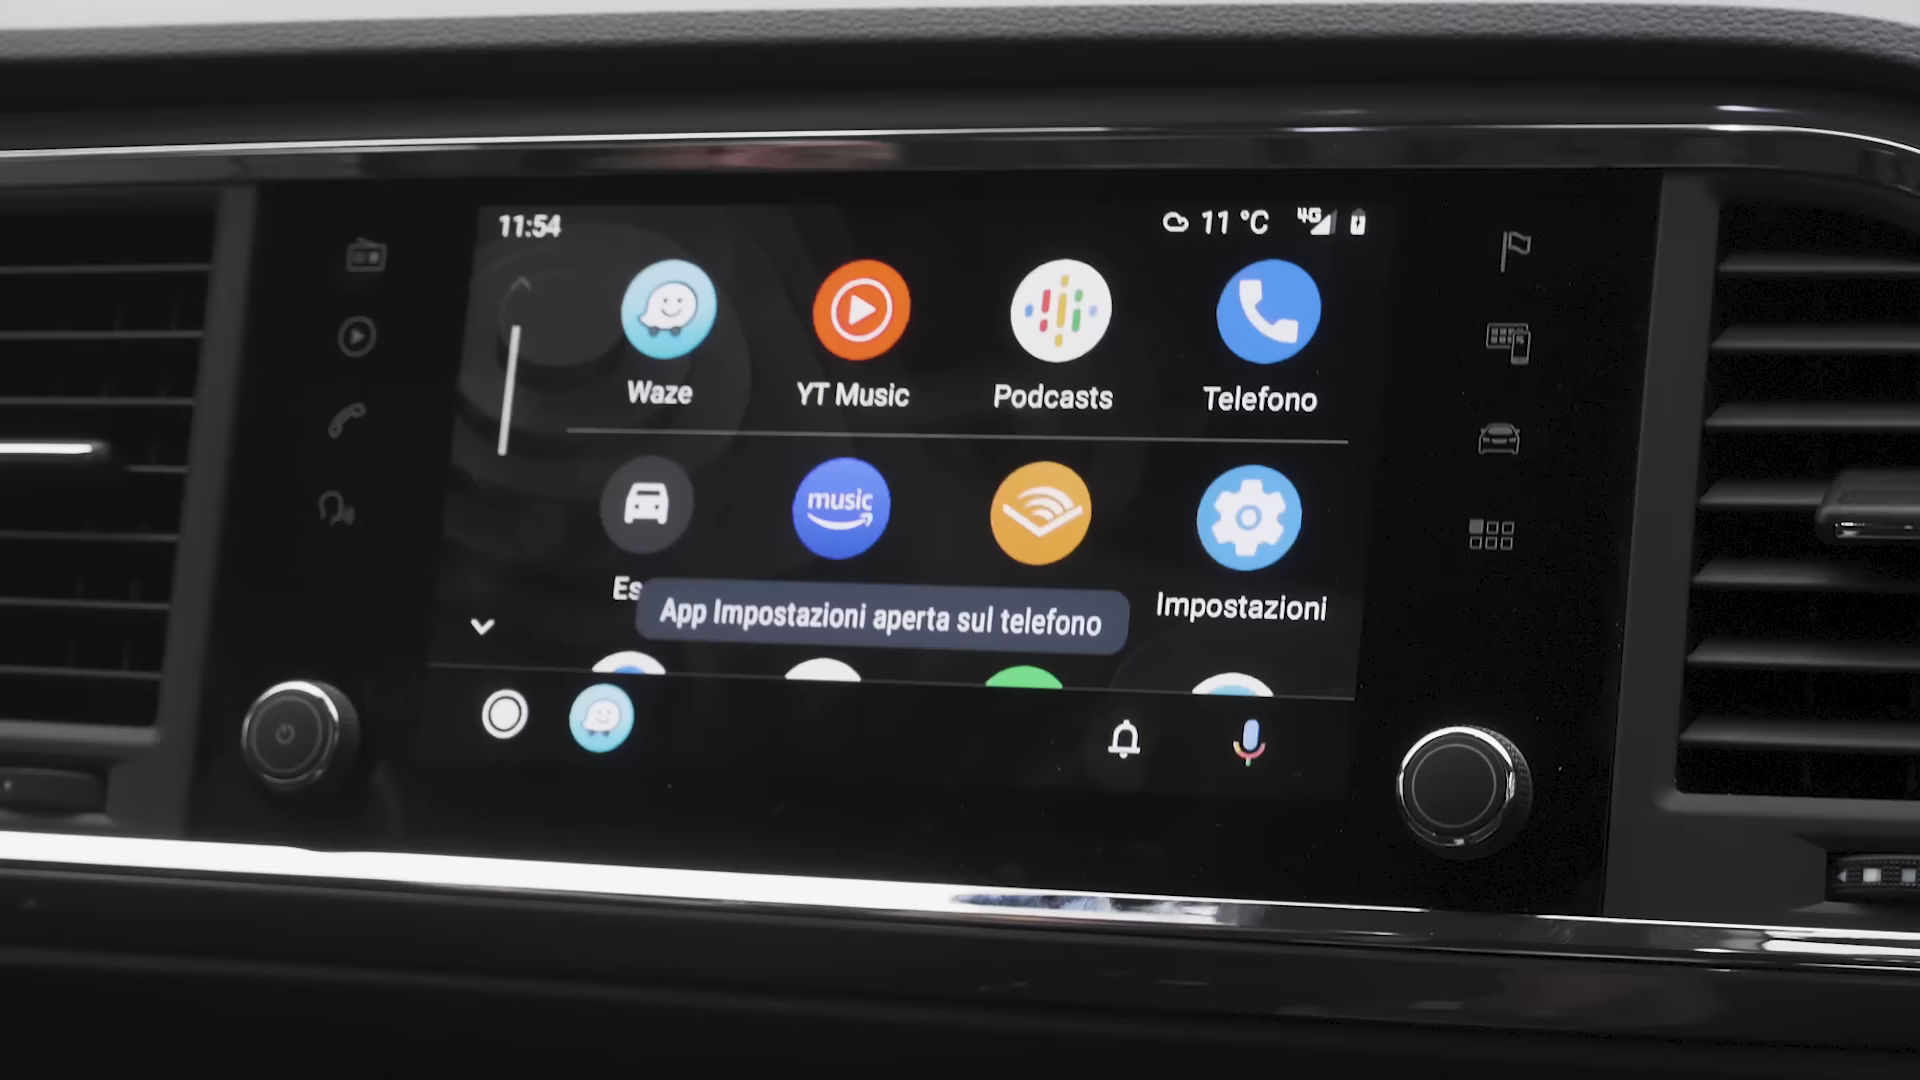 11:54
11 °C 4G
Waze
YT Music
Podcasts
Telefono
music
Es
Impostazioni
App Impostazioni aperta sul telefono